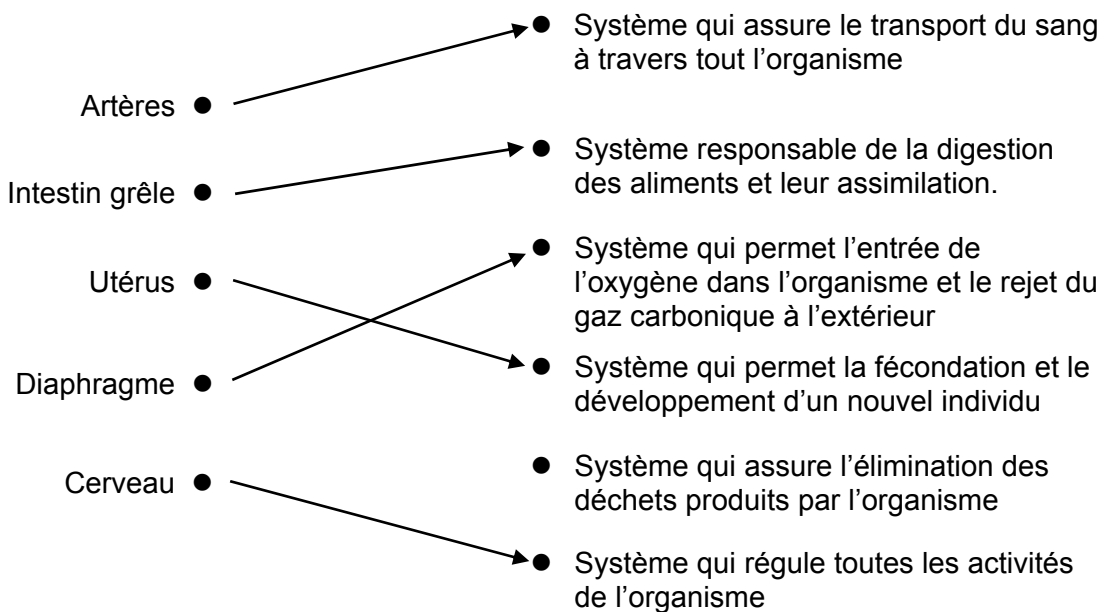 Artères ●
Intestin grêle ●
Utérus ●
Diaphragme ●
Cerveau ●
● Système qui assure le transport du sang
à travers tout l’organisme
● Système responsable de la digestion
des aliments et leur assimilation.
● Système qui permet l’entrée de
l’oxygène dans l’organisme et le rejet du
gaz carbonique à l’extérieur
● Système qui permet la fécondation et le
développement d’un nouvel individu
● Système qui assure l’élimination des
déchets produits par l’organisme
● Système qui régule toutes les activités
de l’organisme